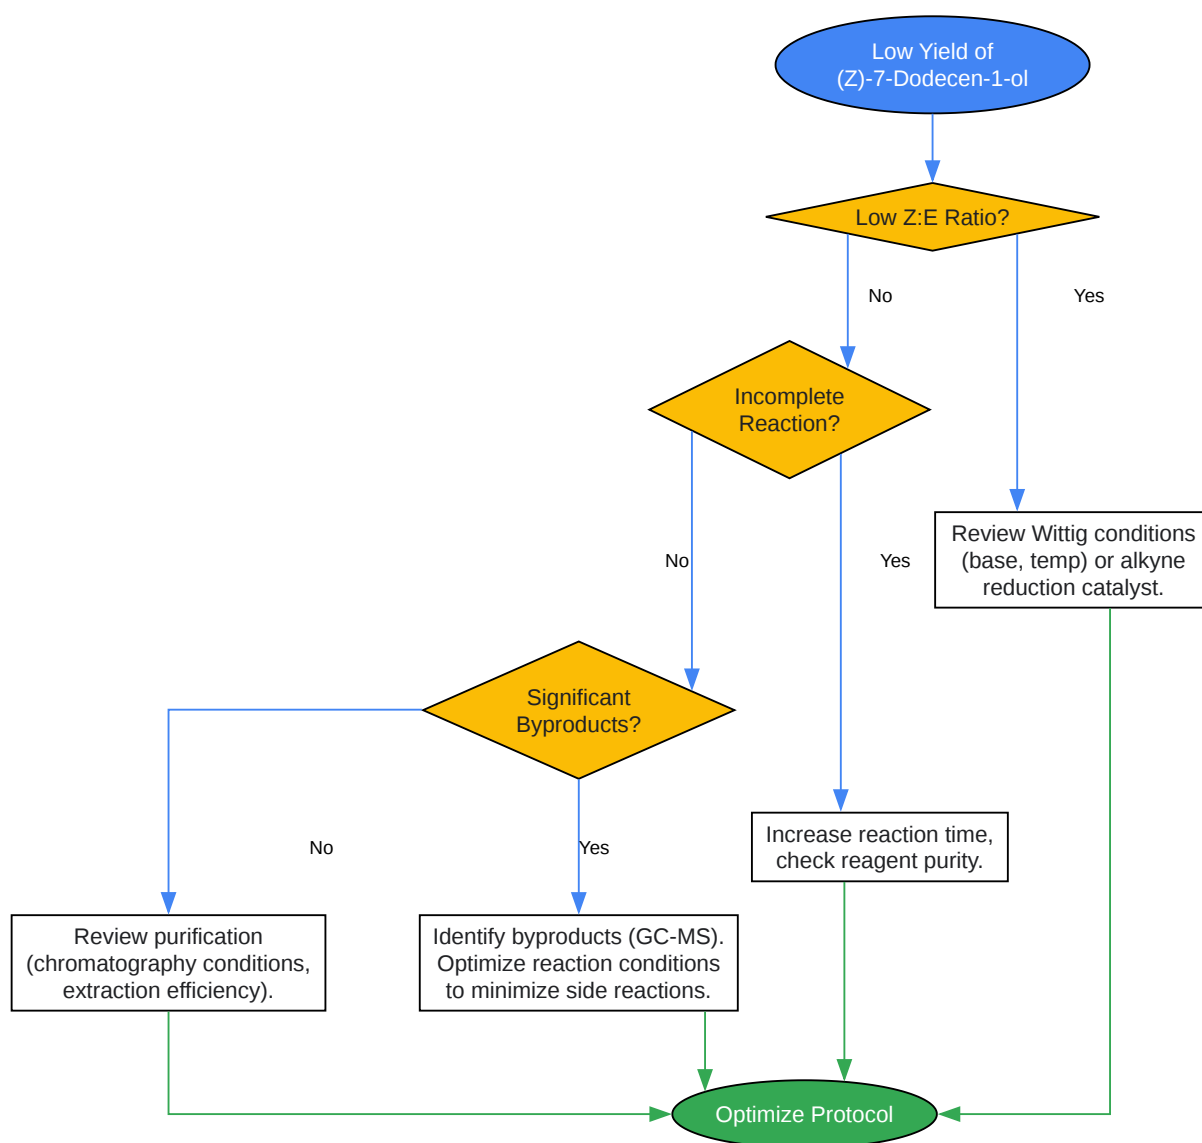 Low Yield of
(Z)-7-Dodecen-1-ol
Low Z:E Ratio?
No
Yes
Incomplete
Reaction?
Review Wittig conditions
(base, temp) or alkyne
reduction catalyst.
No
Yes
Significant
Byproducts?
Increase reaction time,
check reagent purity.
No
Yes
Review purification
(chromatography conditions,
extraction efficiency).
Identify byproducts (GC-MS).
Optimize reaction conditions
to minimize side reactions.
Optimize Protocol